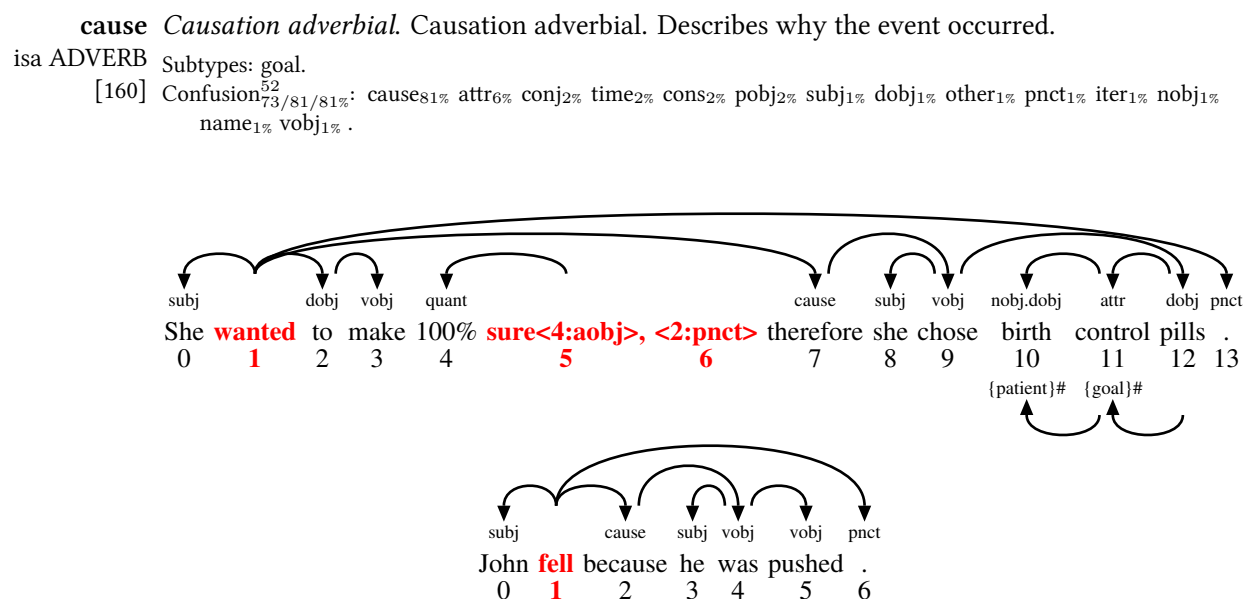 cause Causation adverbial. Causation adverbial. Describes why the event occurred.
isa ADVERB Subtypes: goal.
[160] Confusion52 73/81/81%: cause81% attr6% conj2% time2% cons2% pobj2% subj1% dobj1% other1% pnct1% iter1% nobj1%
name1% vobj1% .
subj dobj vobj quant cause subj vobj nobj.dobj attr dobj pnct
She wanted to make 100% sure<4:aobj>, <2:pnct> therefore she chose birth control pills .
0 1 2 3 4 5 6 7 8 9 10 11 12 13
{patient}# {goal}#
subj cause subj vobj vobj pnct
John fell because he was pushed .
0 1 2 3 4 5 6